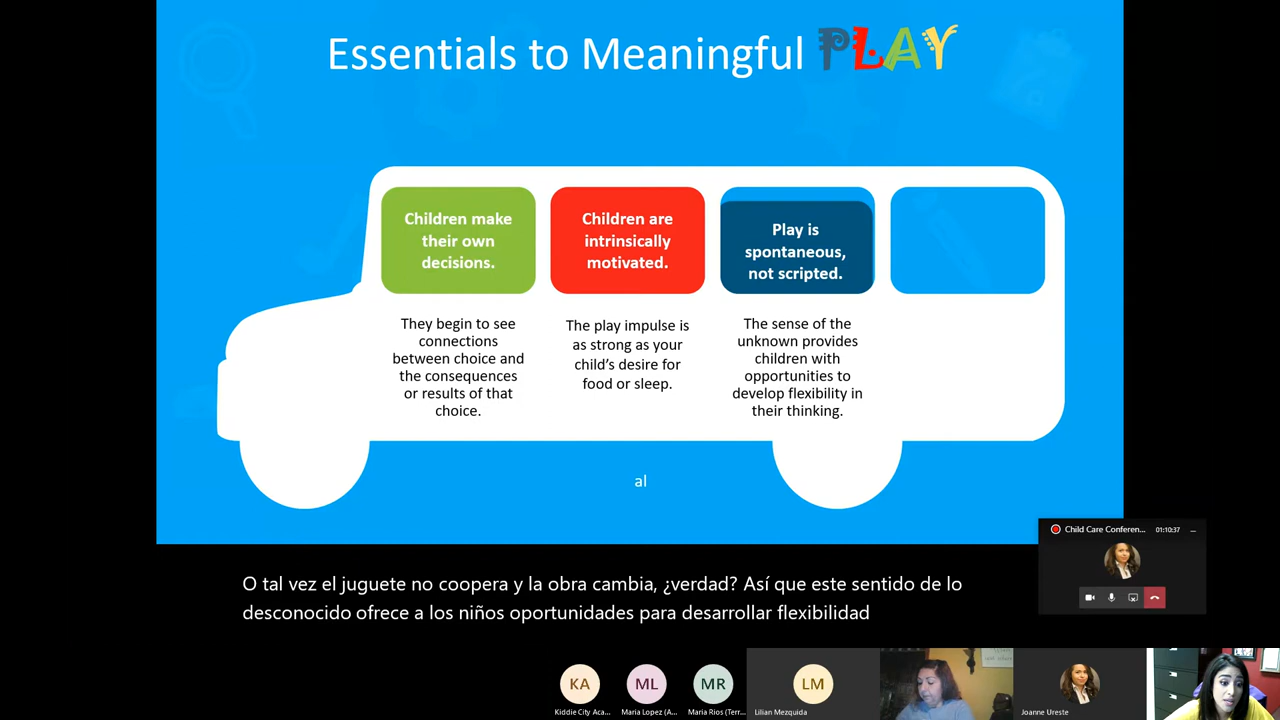 Essentials to Meaningful PLAY
Children make
their own
decisions.
They begin to see
connections
between choice and
the consequences
or results of that
choice.
Children are
intrinsically
motivated.
The play impulse is
as strong as your
child's desire for
food or sleep.
Play is
spontaneous,
not scripted.
The sense of the
unknown provides
children with
opportunities to
develop flexibility in
their thinking.
al
Child Care Conferen...
01:10:37
O tal vez el juguete no coopera y la obra cambia, ¿verdad? Así que este sentido de lo
desconocido ofrece a los niños oportunidades para desarrollar flexibilidad
KA
ML
MR
LM
Kiddie City Aca...
Maria Lopez (A...
Maria Rios (Terr...
Lilian Mezquida
Joanne Ureste